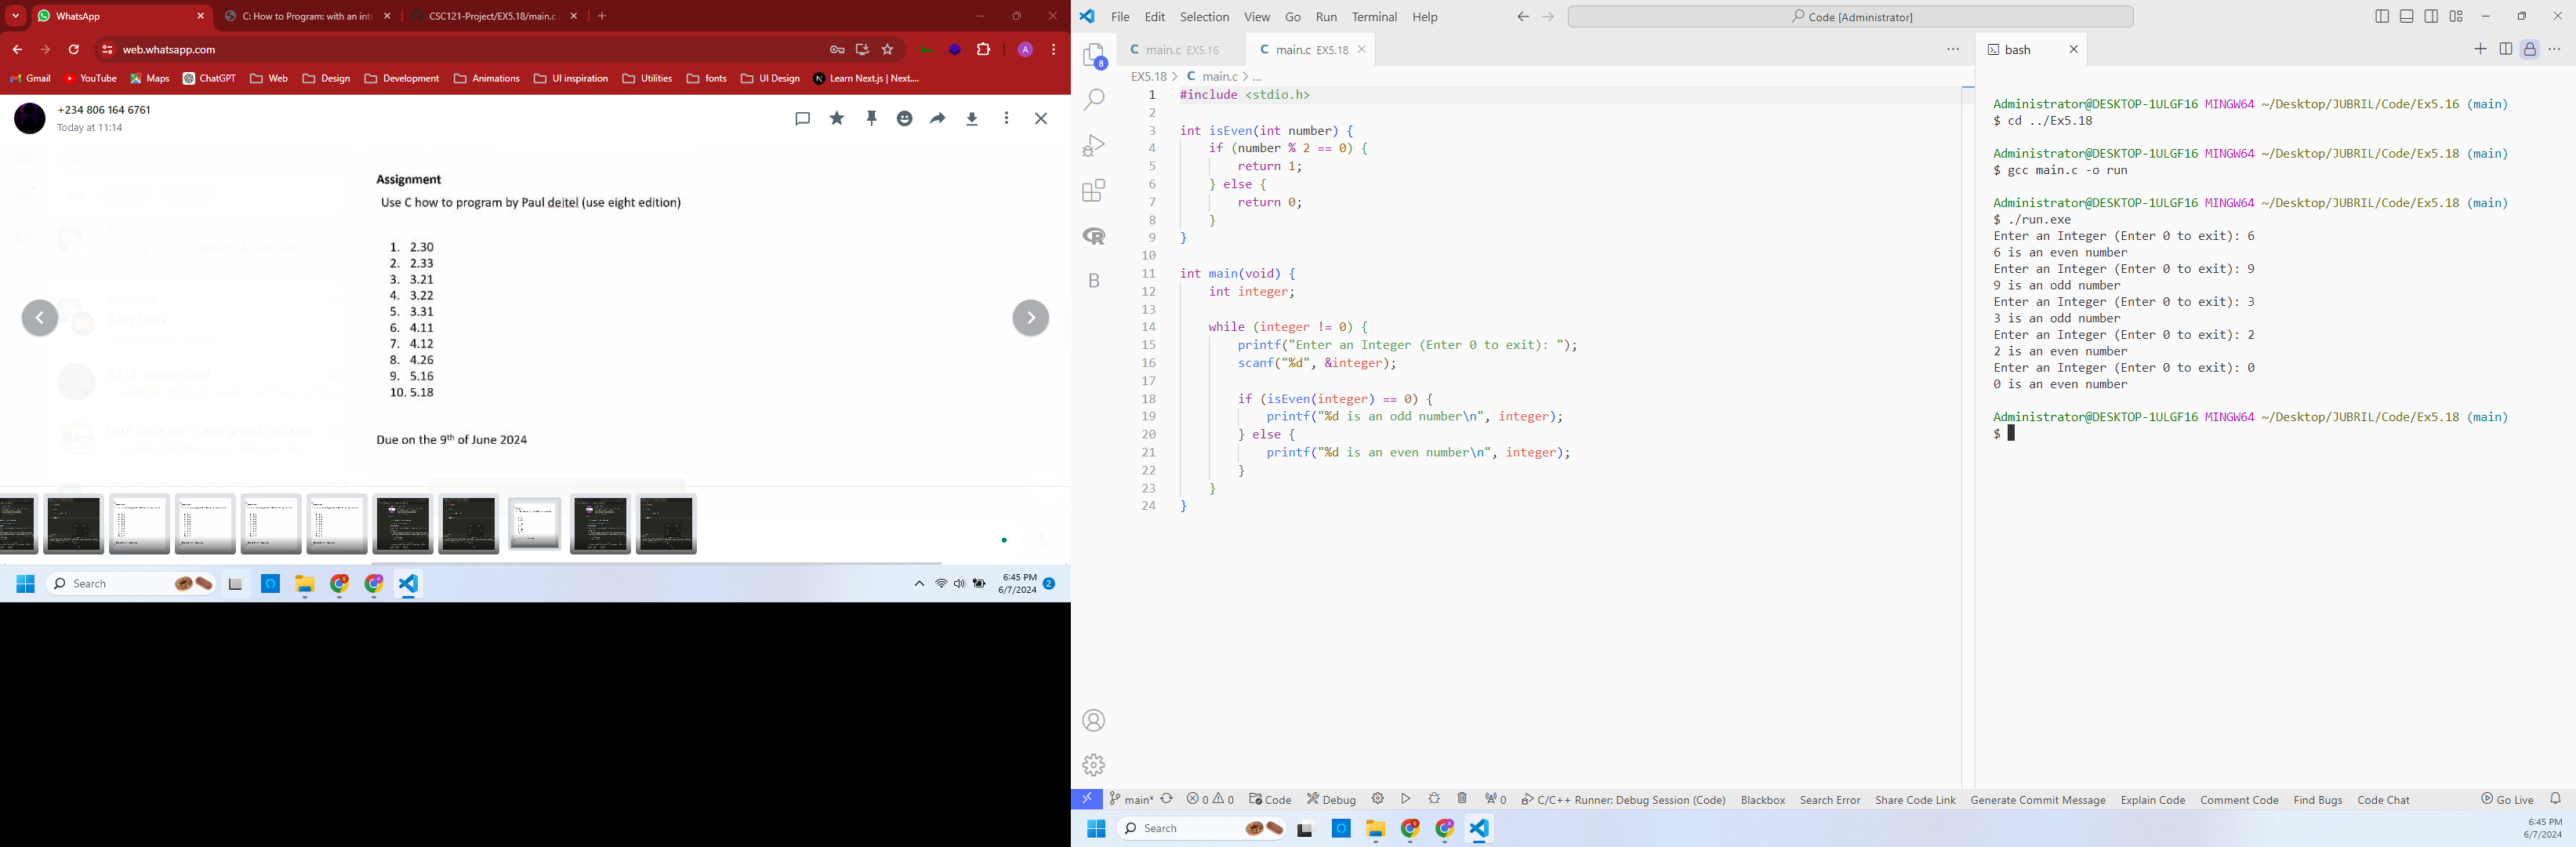 WhatsApp
C: How to Program: with an int
CSC121-Project/EX5.18/main.c
web.whatsapp.com
Gmail
YouTube
Maps
ChatGPT
Web
Design
Development
Animations
UI inspiration
Utilities
fonts
UI Design
Learn Next.js | Next....
+234 806 164 6761
Today at 11:14
Assignment
Use C how to program by Paul deitel (use eight edition)
1. 2.30
2. 2.33
3. 3.21
4. 3.22
5. 3.31
6. 4.11
7. 4.12
8. 4.26
9. 5.16
10. 5.18
Due on the 9th of June 2024
Search
6:45 PM
6/7/2024
2
File Edit Selection View Go Run Terminal Help
Code [Administrator]
main.c EX5.16
main.c EX5.18
EX5.18 > C main.c > ...
1 #include <stdio.h>
2
3 int isEven(int number) {
4 if (number % 2 == 0) {
5 return 1;
6 } else {
7 return 0;
8 }
9 }
10
11 int main(void) {
12 int integer;
13
14 while (integer != 0) {
15 printf("Enter an Integer (Enter 0 to exit): ");
16 scanf("%d", &integer);
17
18 if (isEven(integer) == 0) {
19 printf("%d is an odd number\n", integer);
20 } else {
21 printf("%d is an even number\n", integer);
22 }
23 }
24 }
8
B
bash
Administrator@DESKTOP-1ULGF16 MINGW64 ~/Desktop/JUBRIL/Code/Ex5.16 (main)
$ cd ../Ex5.18
Administrator@DESKTOP-1ULGF16 MINGW64 ~/Desktop/JUBRIL/Code/Ex5.18 (main)
$ gcc main.c -o run
Administrator@DESKTOP-1ULGF16 MINGW64 ~/Desktop/JUBRIL/Code/Ex5.18 (main)
$ ./run.exe
Enter an Integer (Enter 0 to exit): 6
6 is an even number
Enter an Integer (Enter 0 to exit): 9
9 is an odd number
Enter an Integer (Enter 0 to exit): 3
3 is an odd number
Enter an Integer (Enter 0 to exit): 2
2 is an even number
Enter an Integer (Enter 0 to exit): 0
0 is an even number
Administrator@DESKTOP-1ULGF16 MINGW64 ~/Desktop/JUBRIL/Code/Ex5.18 (main)
$
main* 0 0 Code Debug 0 C/C++ Runner: Debug Session (Code) Blackbox Search Error Share Code Link Generate Commit Message Explain Code Comment Code Find Bugs Code Chat Go Live
Search
6:45 PM
6/7/2024